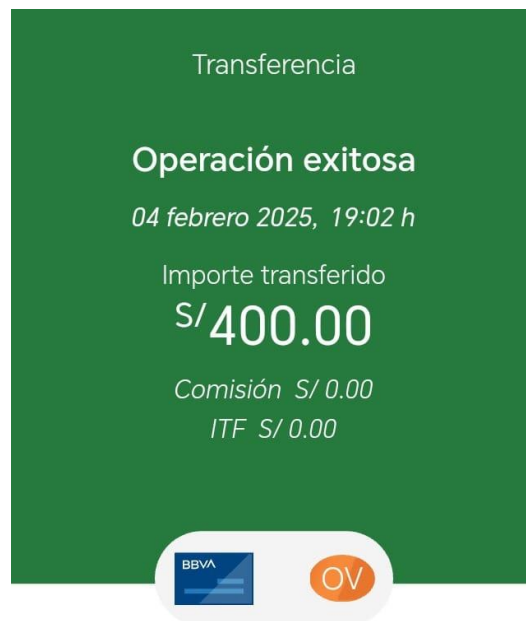 Transferencia
Operación exitosa
04 febrero 2025, 19:02 h
Importe transferido
S/400.00
Comisión S/ 0.00
ITF S/ 0.00
BBVA
OV